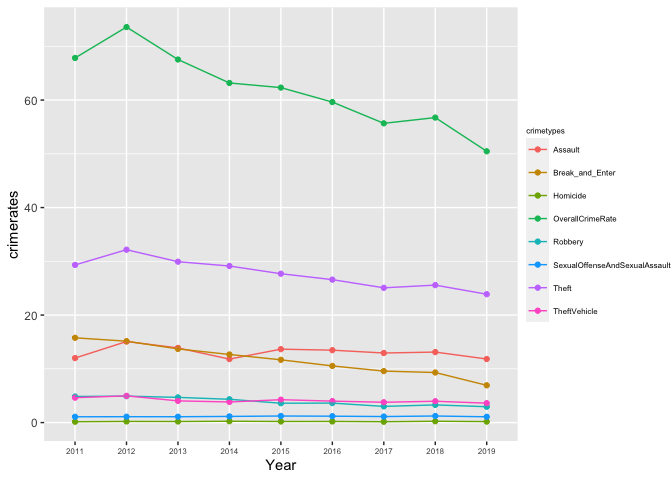 60
40
20
0
crimerates
2011 2012 2013 2014 2015 2016 2017 2018 2019
Year
crimetypes
Assault
Break_and_Enter
Homicide
OverallCrimeRate
Robbery
SexualOffenseAndSexualAssault
Theft
TheftVehicle